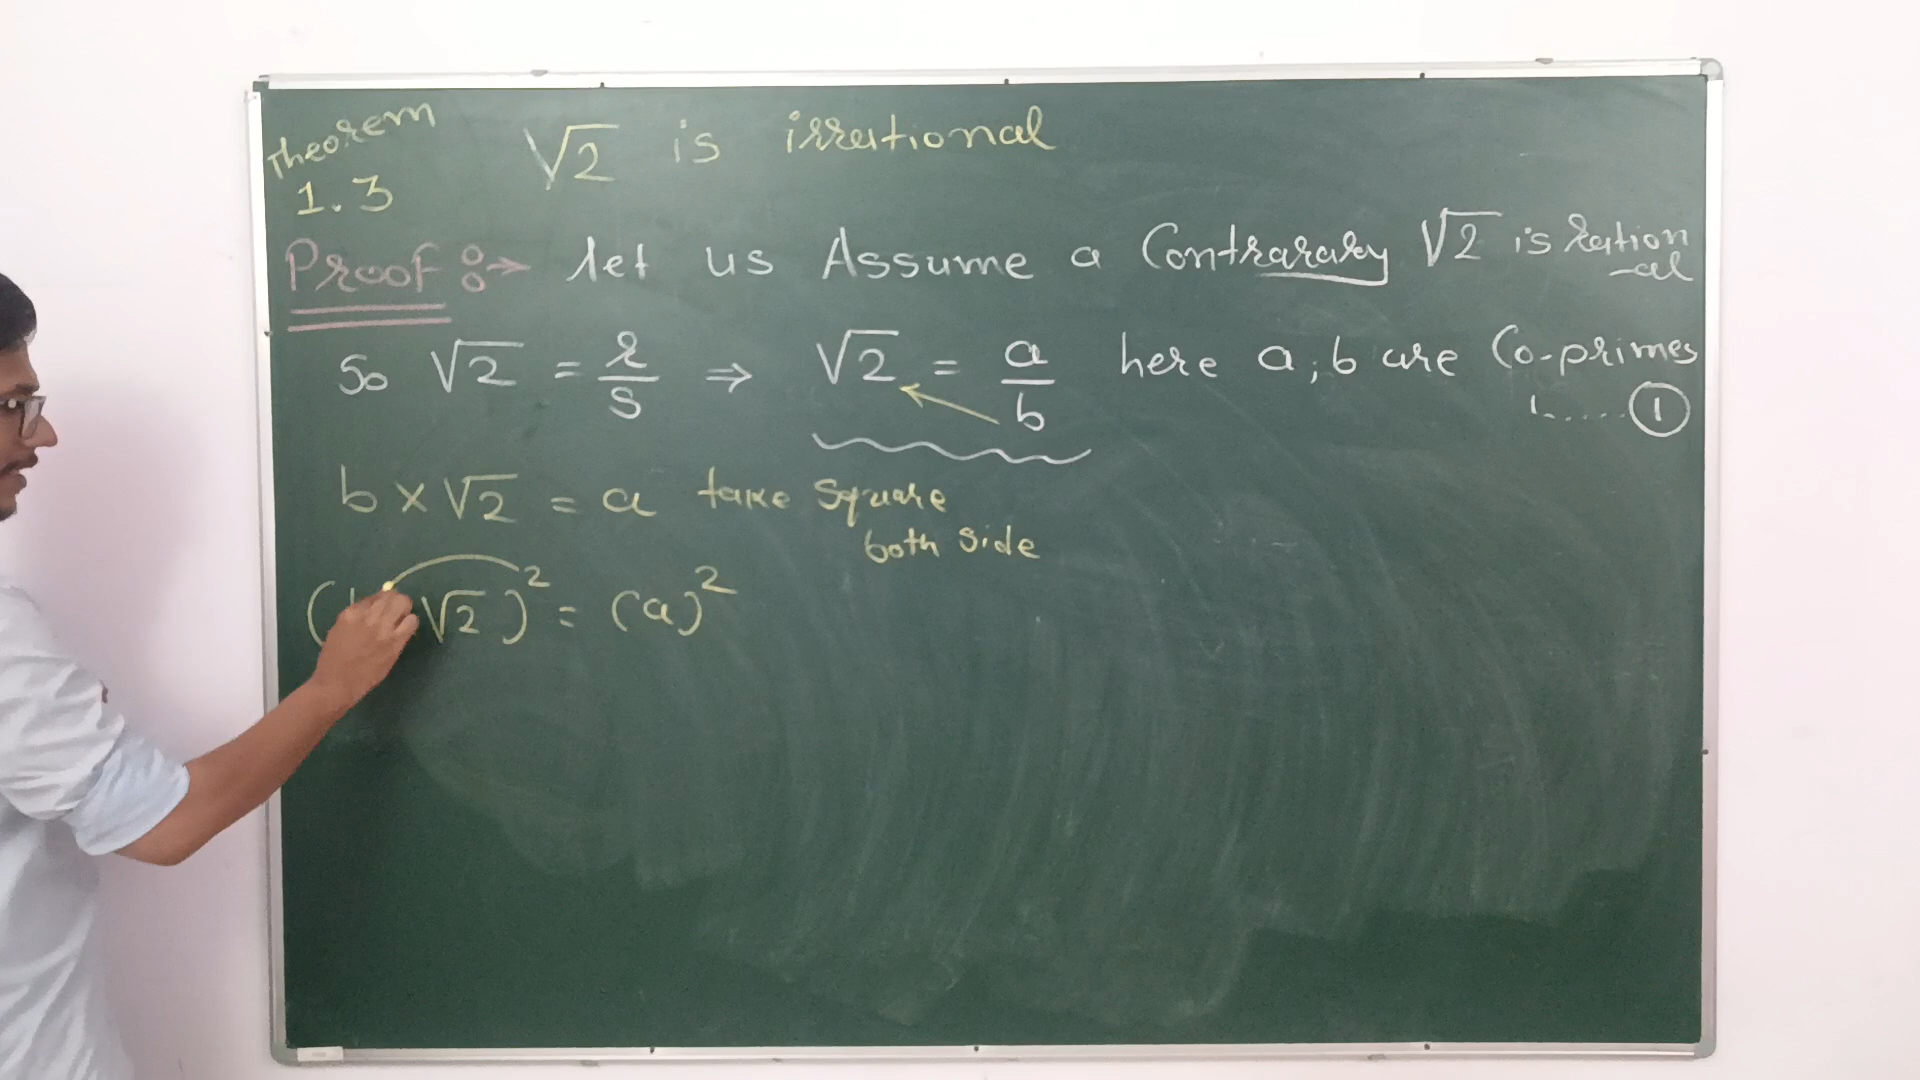 Theorem
1.3
√2 is irrational
Proof :→ let us Assume a Contrarary √2 is ration
-al
So √2 = r/s ⇒ √2 = a/b here a, b are Co-primes
..... ①
b × √2 = a take Square
both side
( √2 )² = (a)²